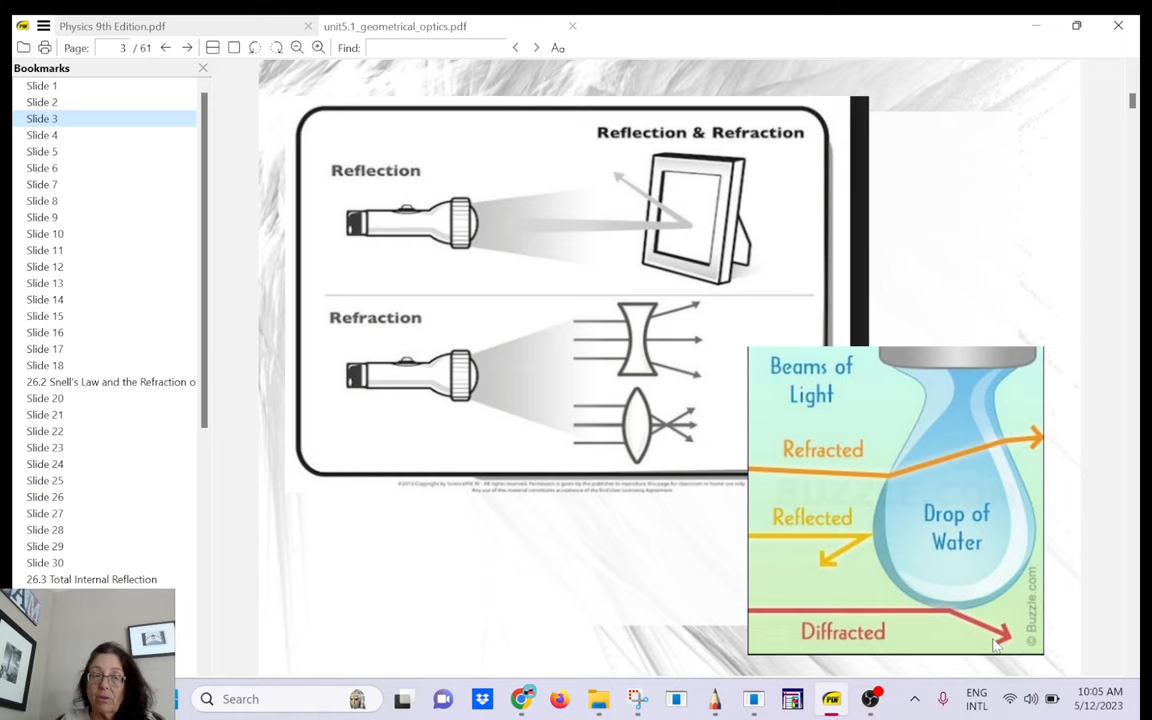 Physics 9th Edition.pdf
unit5.1_geometrical_optics.pdf
Page: 3 / 61
Find:
Aa
Bookmarks
Slide 1
Slide 2
Slide 3
Slide 4
Slide 5
Slide 6
Slide 7
Slide 8
Slide 9
Slide 10
Slide 11
Slide 12
Slide 13
Slide 14
Slide 15
Slide 16
Slide 17
Slide 18
26.2 Snell's Law and the Refraction o
Slide 20
Slide 21
Slide 22
Slide 23
Slide 24
Slide 25
Slide 26
Slide 27
Slide 28
Slide 29
Slide 30
26.3 Total Internal Reflection
Reflection & Refraction
Reflection
Refraction
Beams of
Light
Refracted
Reflected
Drop of
Water
Diffracted
© Buzzle.com
AM
Search
ENG
INTL
10:05 AM
5/12/2023